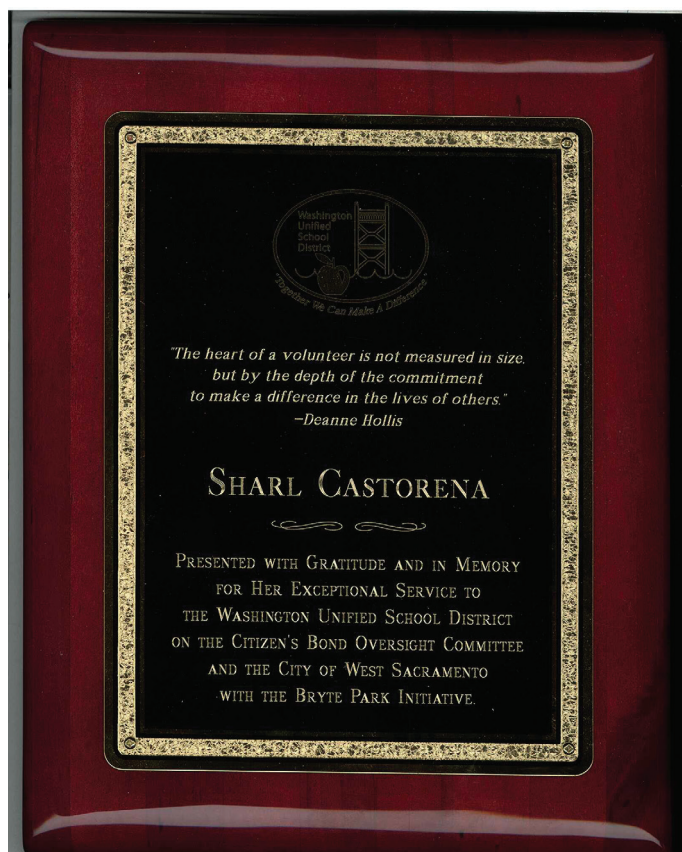 Washington
Unified
School
District
"Together We Can Make A Difference"
"The heart of a volunteer is not measured in size,
but by the depth of the commitment
to make a difference in the lives of others."
–Deanne Hollis
SHARL CASTORENA
PRESENTED WITH GRATITUDE AND IN MEMORY
FOR HER EXCEPTIONAL SERVICE TO
THE WASHINGTON UNIFIED SCHOOL DISTRICT
ON THE CITIZEN'S BOND OVERSIGHT COMMITTEE
AND THE CITY OF WEST SACRAMENTO
WITH THE BRYTE PARK INITIATIVE.